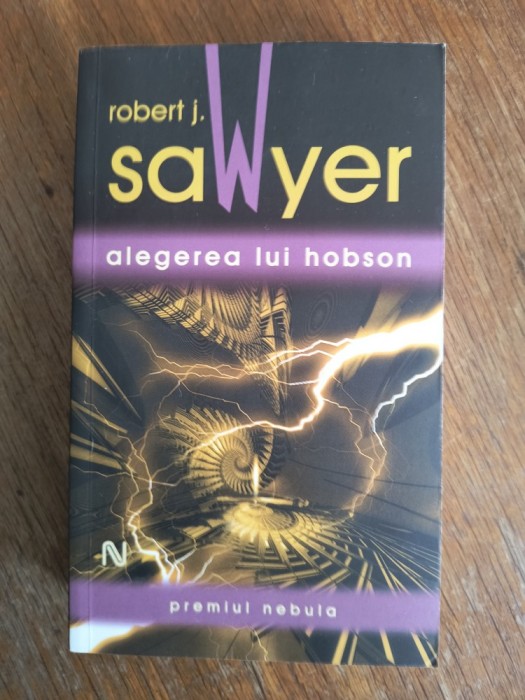 robert j.
sawyer
alegerea lui hobson
N
premiul nebula